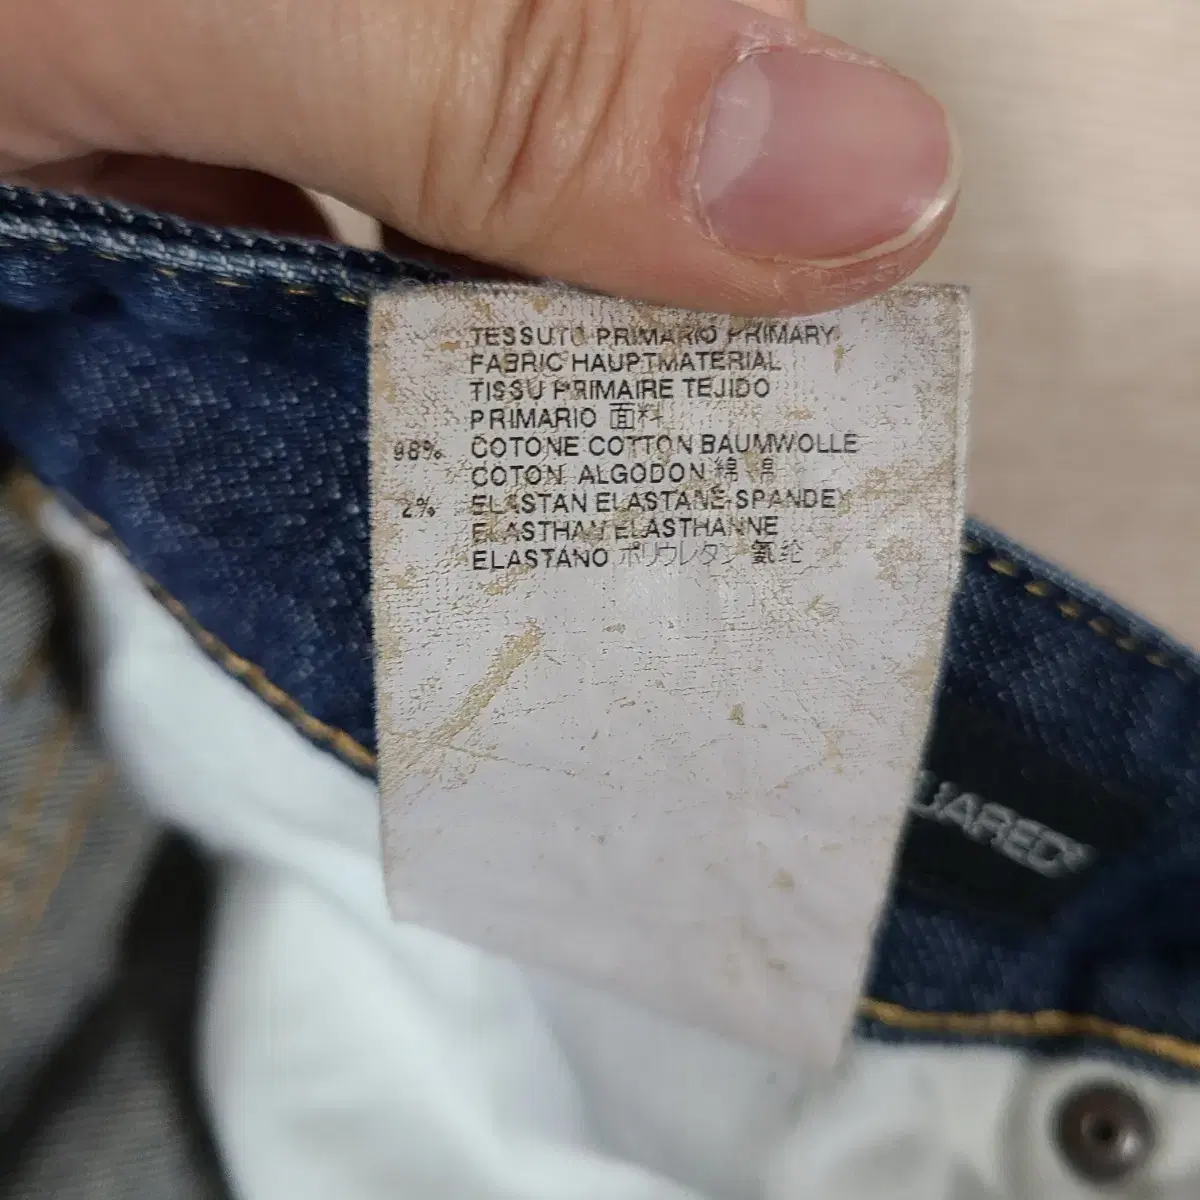 TESSUTO PRIMARIO PRIMARY
FABRIC HAUPTMATERIAL
TISSU PRIMAIRE TEJIDO
PRIMARIO 面料
98% COTONE COTTON BAUMWOLLE
COTON ALGODON 綿 棉
2% ELASTAN ELASTANE SPANDEX
ELASTHAN ELASTHANNE
ELASTANO ポリウレタン 氨纶
UARED2